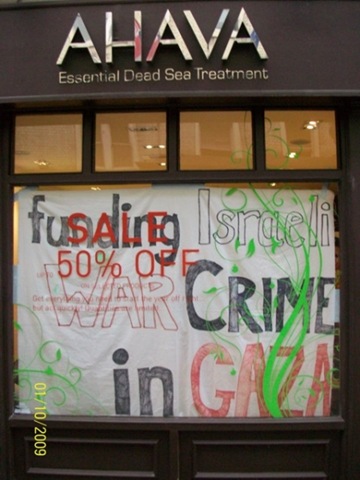 AHAVA
Essential Dead Sea Treatment
funding Israeli
SALE
50% OFF
WAR CRIME
in GAZA
01/10/2009